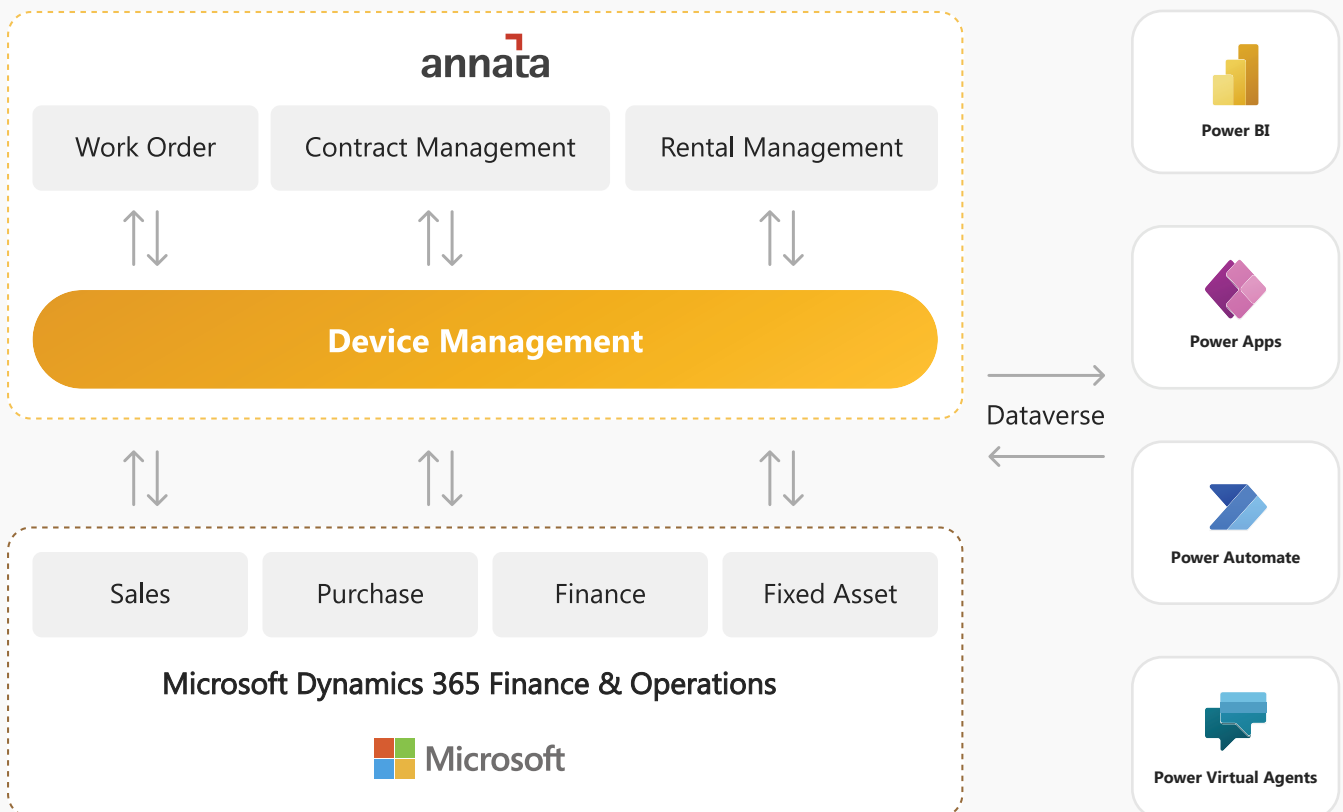 annata
Work Order
Contract Management
Rental Management
Device Management
Dataverse
Sales
Purchase
Finance
Fixed Asset
Microsoft Dynamics 365 Finance & Operations
Microsoft
Power BI
Power Apps
Power Automate
Power Virtual Agents